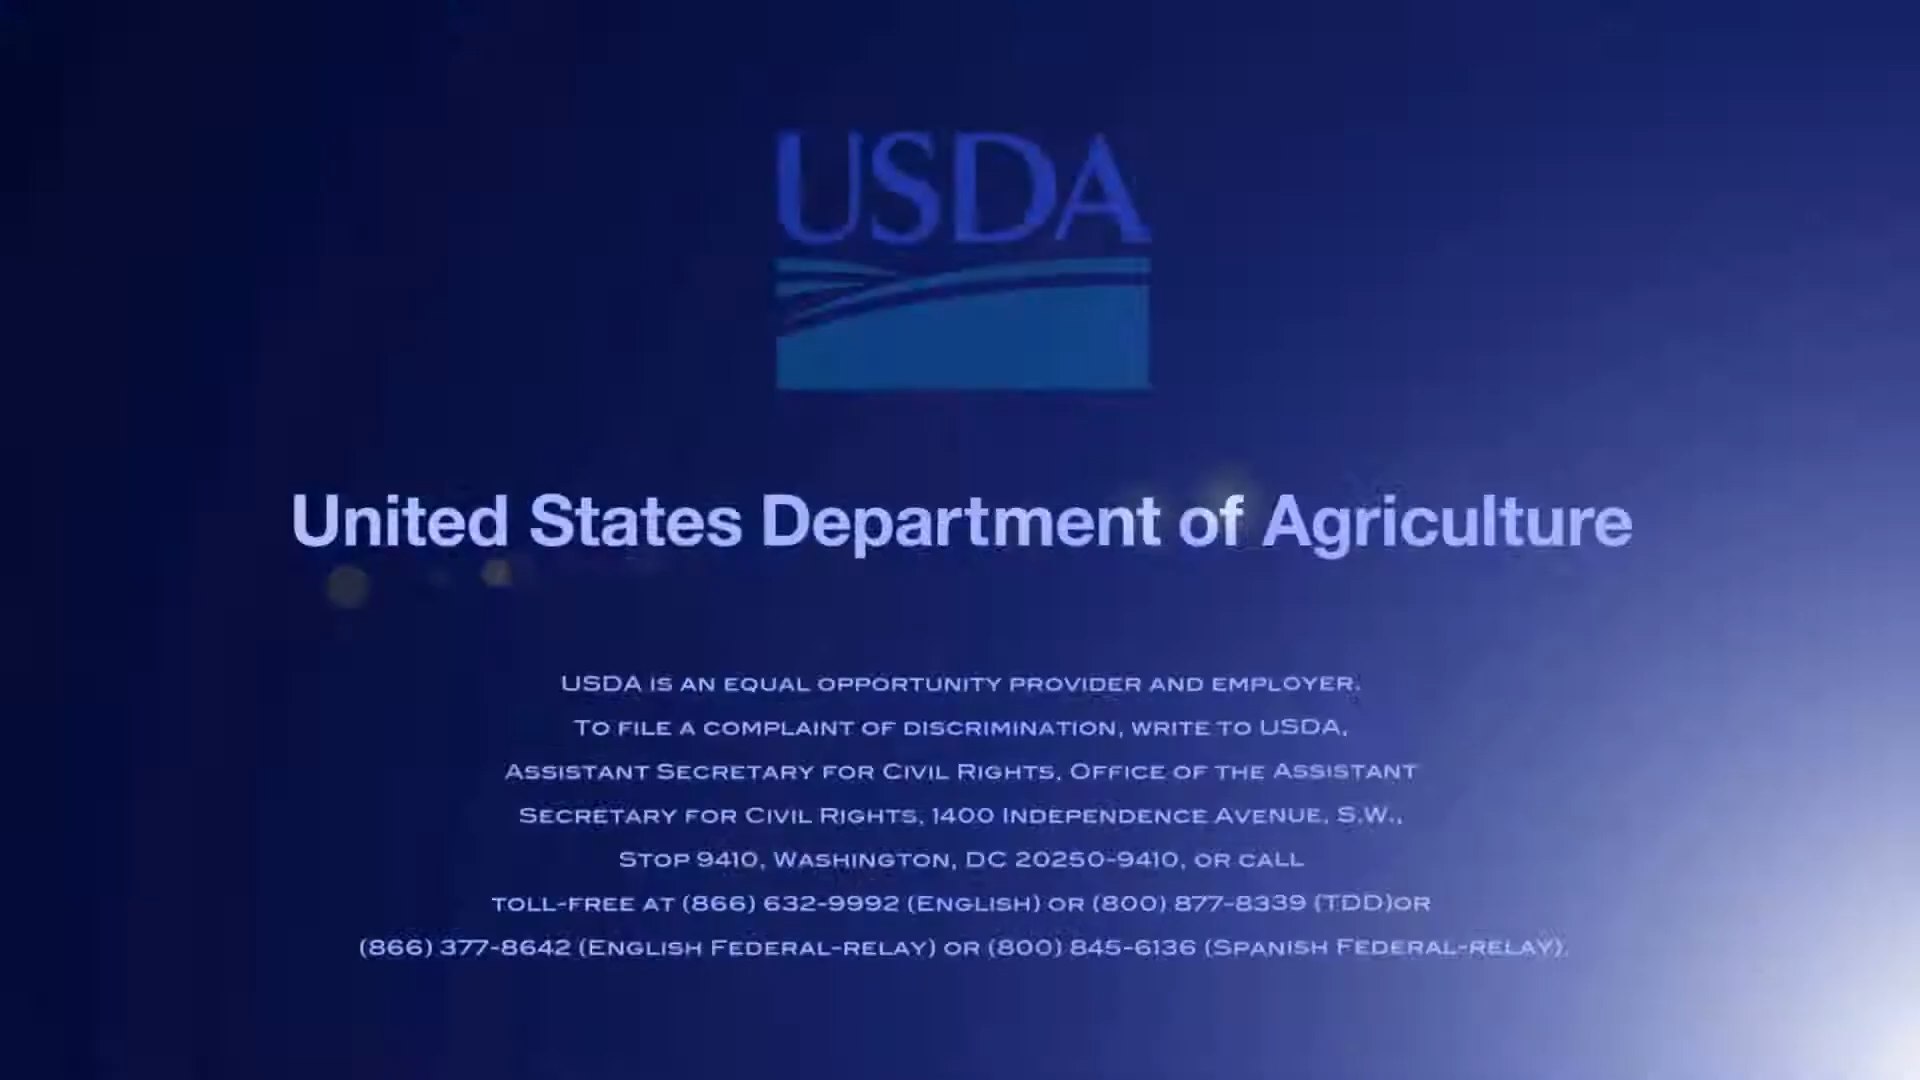 USDA
United States Department of Agriculture
USDA IS AN EQUAL OPPORTUNITY PROVIDER AND EMPLOYER.
TO FILE A COMPLAINT OF DISCRIMINATION, WRITE TO USDA,
ASSISTANT SECRETARY FOR CIVIL RIGHTS, OFFICE OF THE ASSISTANT
SECRETARY FOR CIVIL RIGHTS, 1400 INDEPENDENCE AVENUE, S.W.,
STOP 9410, WASHINGTON, DC 20250-9410, OR CALL
TOLL-FREE AT (866) 632-9992 (ENGLISH) OR (800) 877-8339 (TDD)OR
(866) 377-8642 (ENGLISH FEDERAL-RELAY) OR (800) 845-6136 (SPANISH FEDERAL-RELAY).